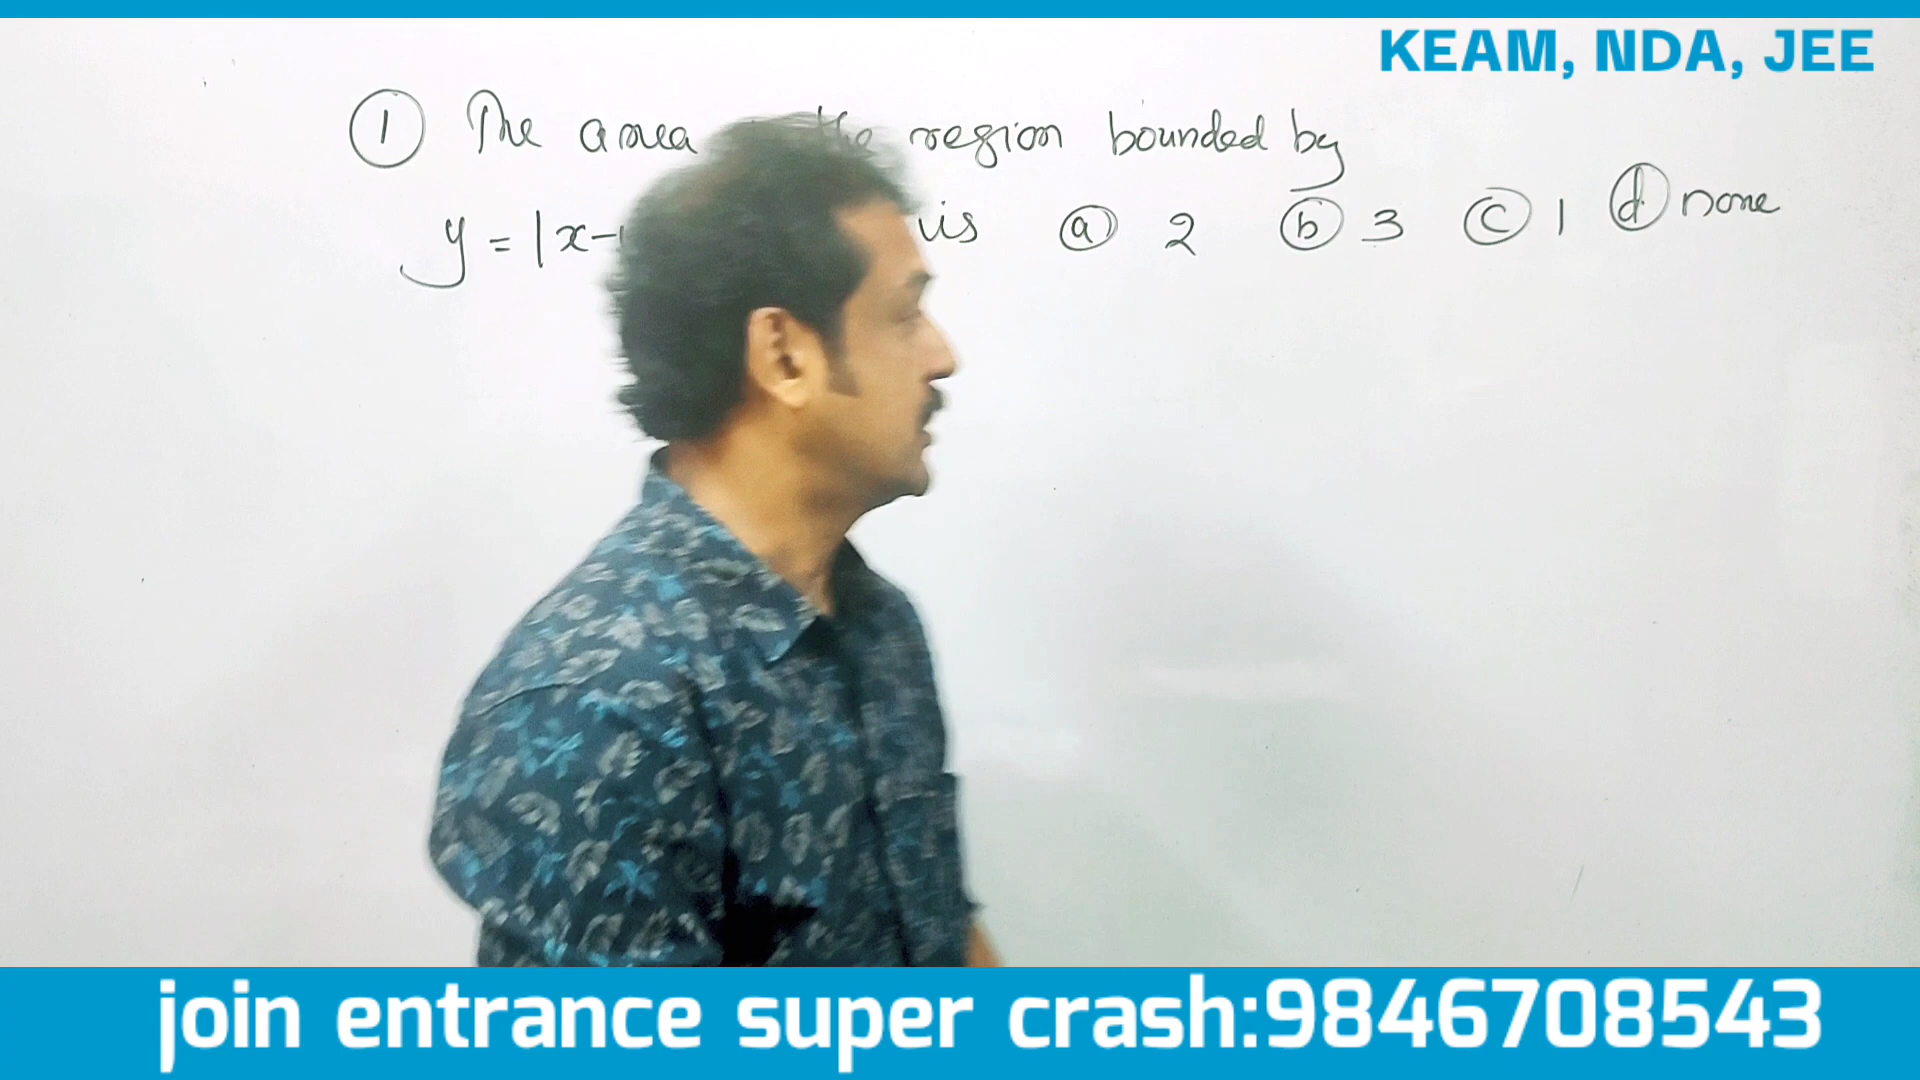 KEAM, NDA, JEE
① The area the region bounded by
y = |x- is ⓐ 2 ⓑ 3 ⓒ 1 ⓓ none
join entrance super crash:9846708543